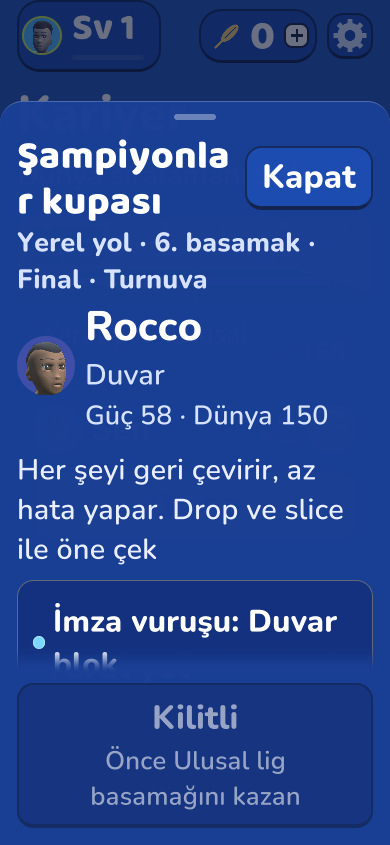 Sv 1
0
Kariyer
Şampiyonla
r kupası
Kapat
Yerel yol · 6. basamak ·
Final · Turnuva
Rocco
Duvar
Güç 58 · Dünya 150
Her şeyi geri çevirir, az
hata yapar. Drop ve slice
ile öne çek
İmza vuruşu: Duvar
blok
Kilitli
Önce Ulusal lig
basamağını kazan